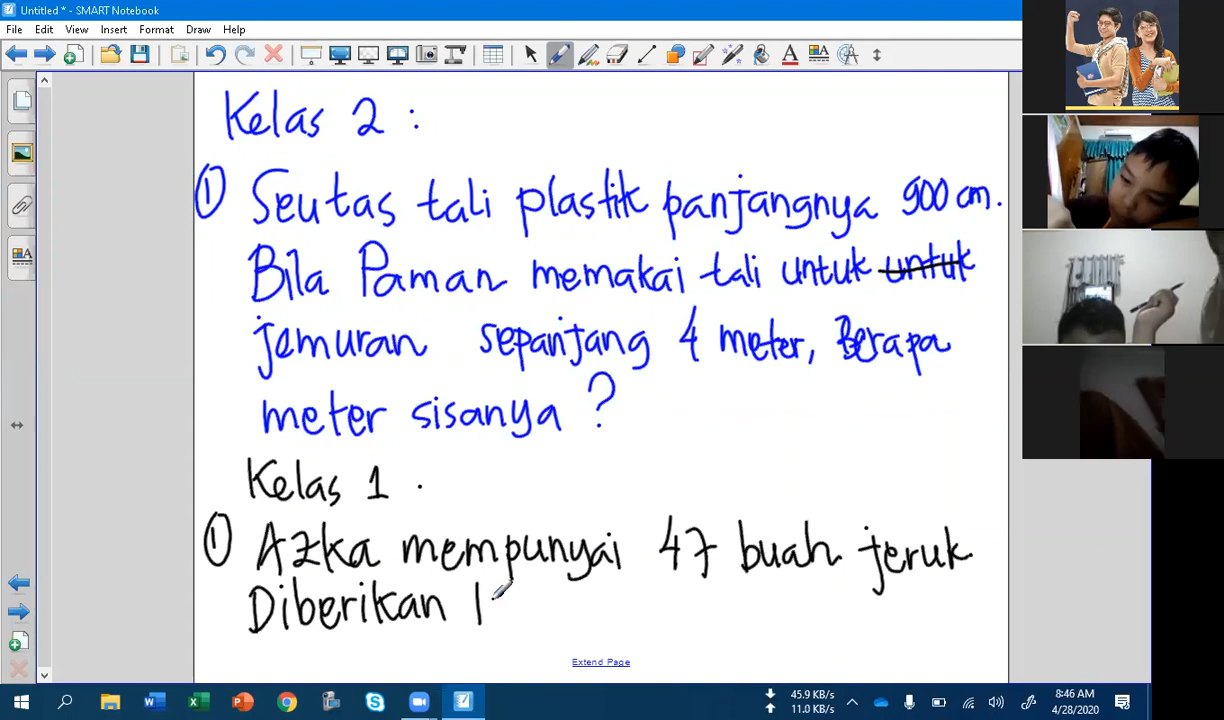 Untitled * - SMART Notebook
File Edit View Insert Format Draw Help
Kelas 2 :
① Seutas tali plastik panjangnya 900 cm.
Bila Paman memakai tali untuk untuk
jemuran sepanjang 4 meter, Berapa
meter sisanya ?
Kelas 1 .
① Azka mempunyai 47 buah jeruk
Diberikan 1
Extend Page
45.9 KB/s
11.0 KB/s
8:46 AM
4/28/2020